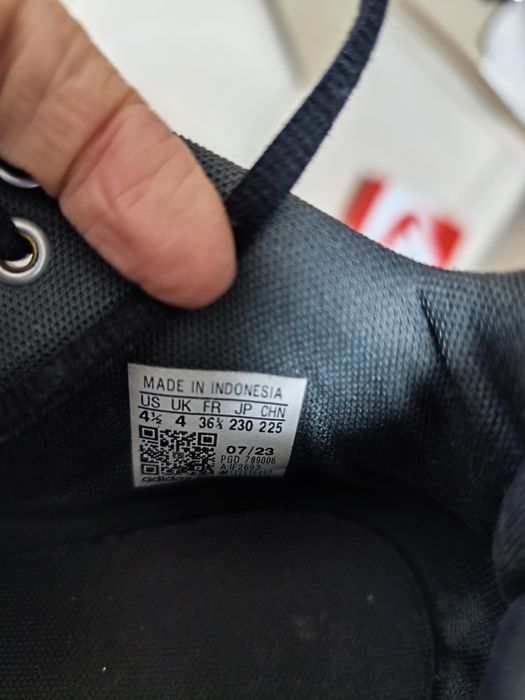 MADE IN INDONESIA
US UK FR JP CHN
4½ 4 36⅔ 230 225
07/23
PGD 789006
adidas